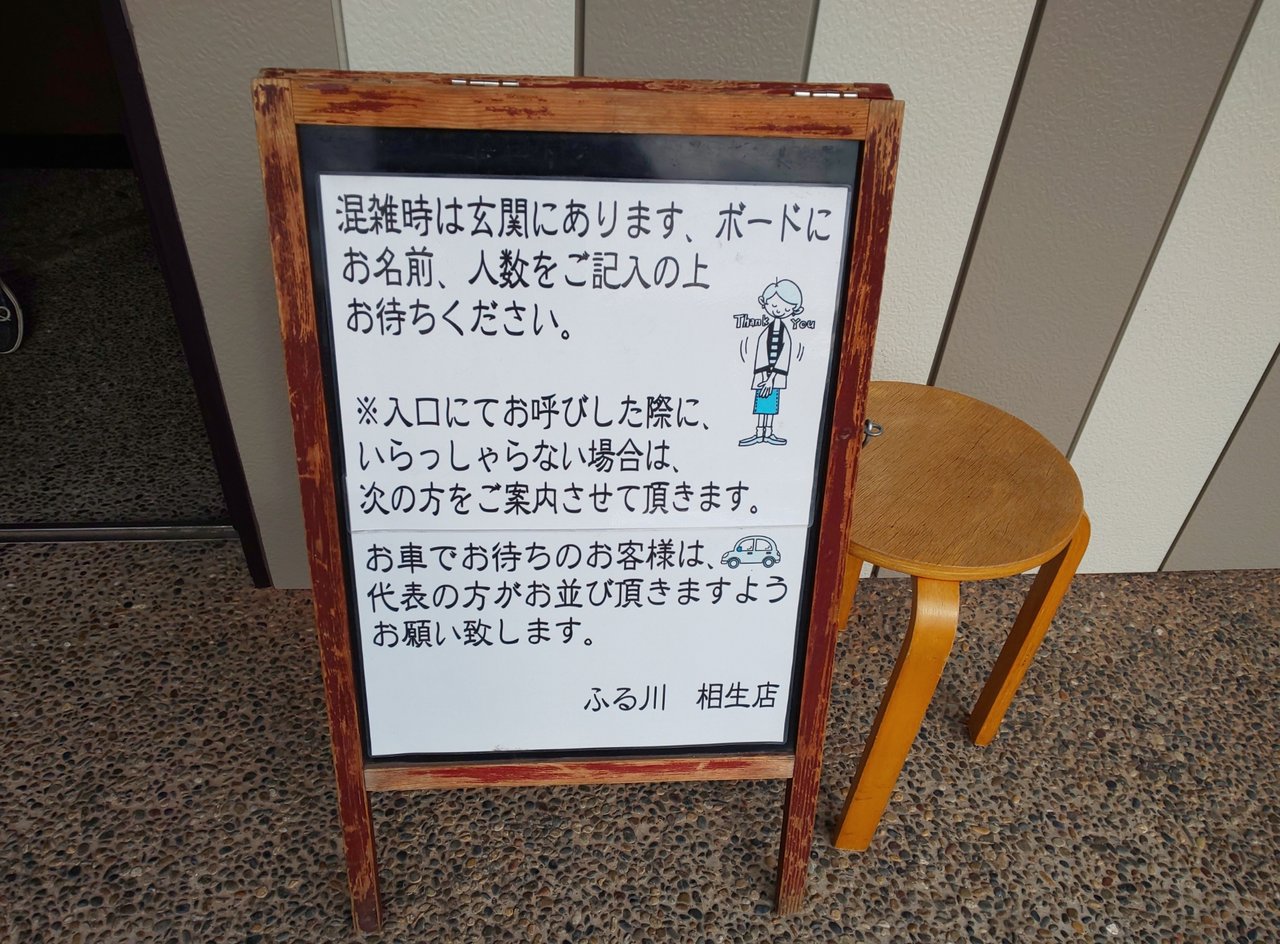 混雑時は玄関にあります、ボードに
お名前、人数をご記入の上
お待ちください。
Thank You
※入口にてお呼びした際に、
いらっしゃらない場合は、
次の方をご案内させて頂きます。
お車でお待ちのお客様は、
代表の方がお並び頂きますよう
お願い致します。
ふる川 相生店